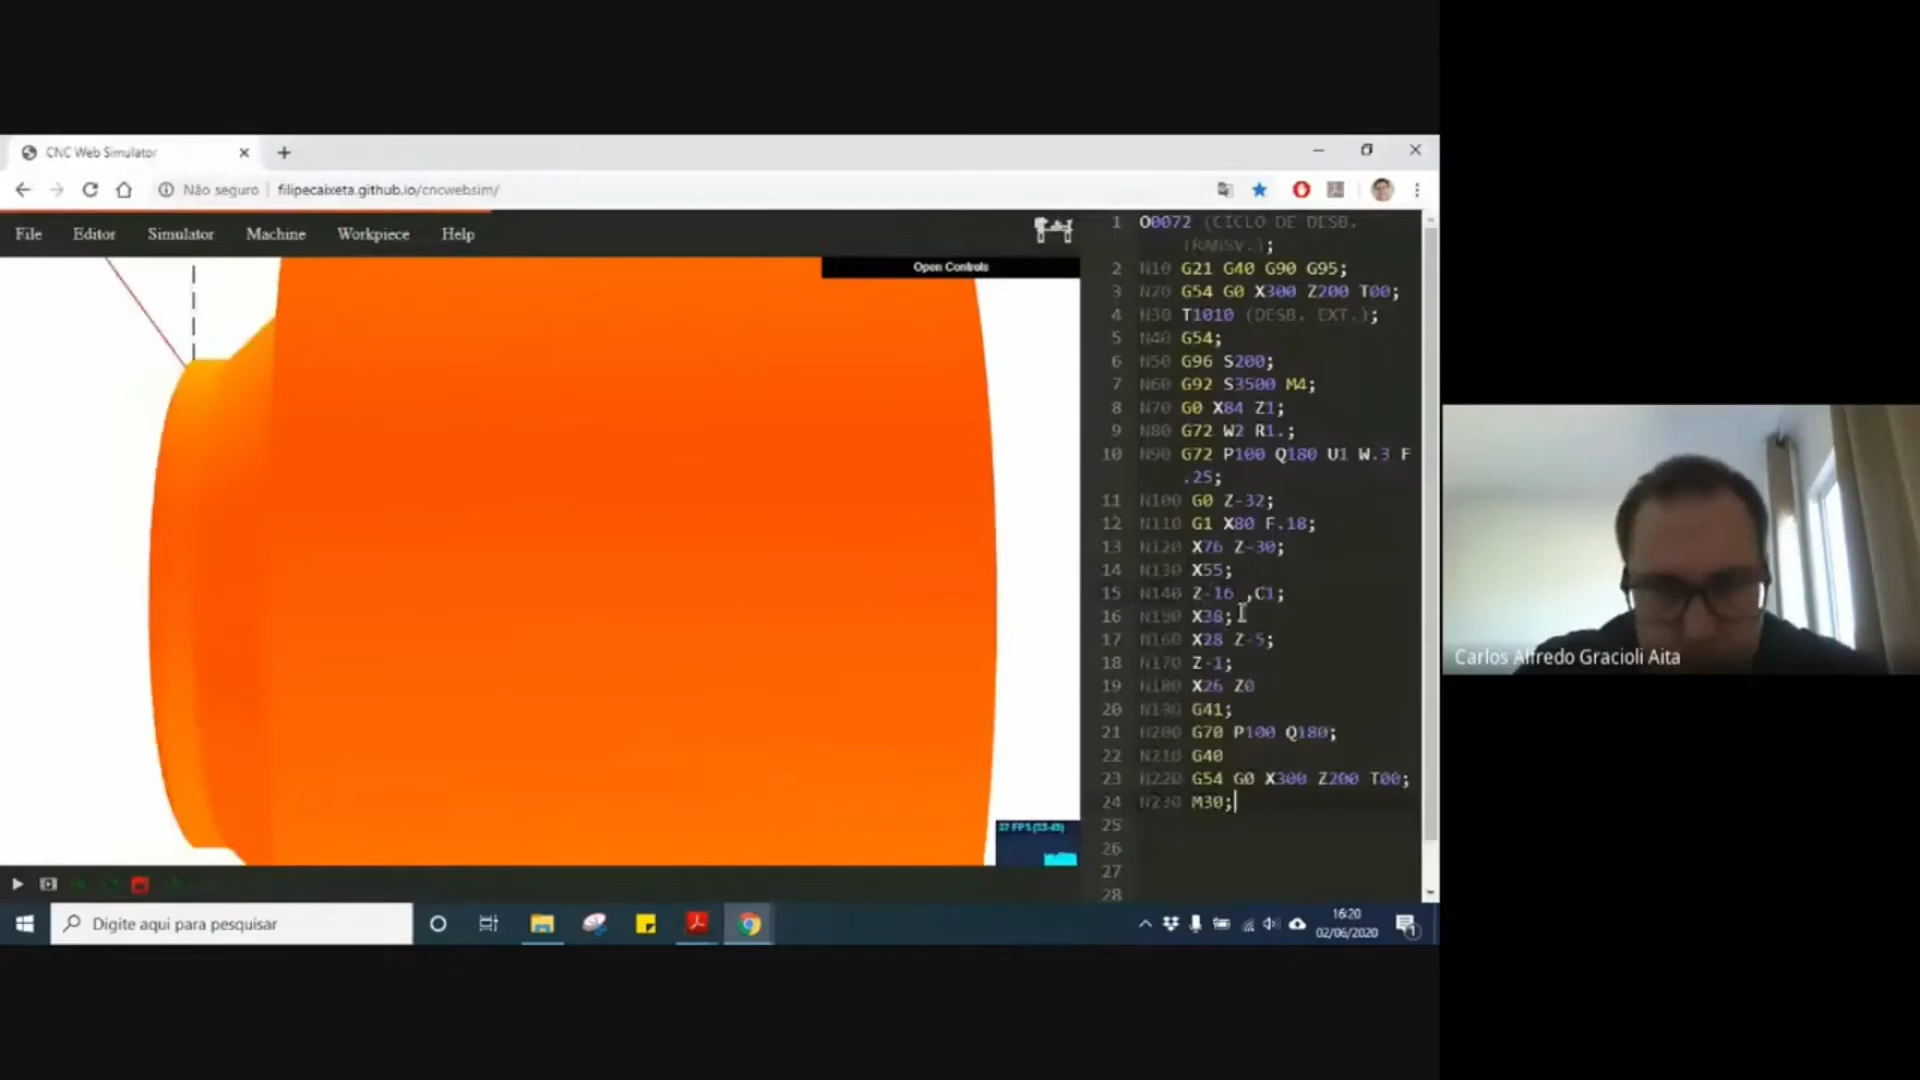 CNC Web Simulator
Não seguro
filipecaixeta.github.io/cncwebsim/
File Editor Simulator Machine Workpiece Help
Open Controls
1 O0072 (CICLO DE DESB.
TRANSV.);
2 N10 G21 G40 G90 G95;
3 N20 G54 G0 X300 Z200 T00;
4 N30 T1010 (DESB. EXT.);
5 N40 G54;
6 N50 G96 S200;
7 N60 G92 S3500 M4;
8 N70 G0 X84 Z1;
9 N80 G72 W2 R1.;
10 N90 G72 P100 Q180 U1 W.3 F
.25;
11 N100 G0 Z-32;
12 N110 G1 X80 F.18;
13 N120 X76 Z-30;
14 N130 X55;
15 N140 Z-16 ,C1;
16 X38;
17 N160 X28 Z-5;
18 N170 Z-1;
19 N180 X26 Z0
20 N190 G41;
21 N200 G70 P100 Q180;
22 N210 G40
23 N220 G54 G0 X300 Z200 T00;
24 N230 M30;
25
26
27
28
Carlos Alfredo Gracioli Aita
Digite aqui para pesquisar
16:20
02/06/2020
1